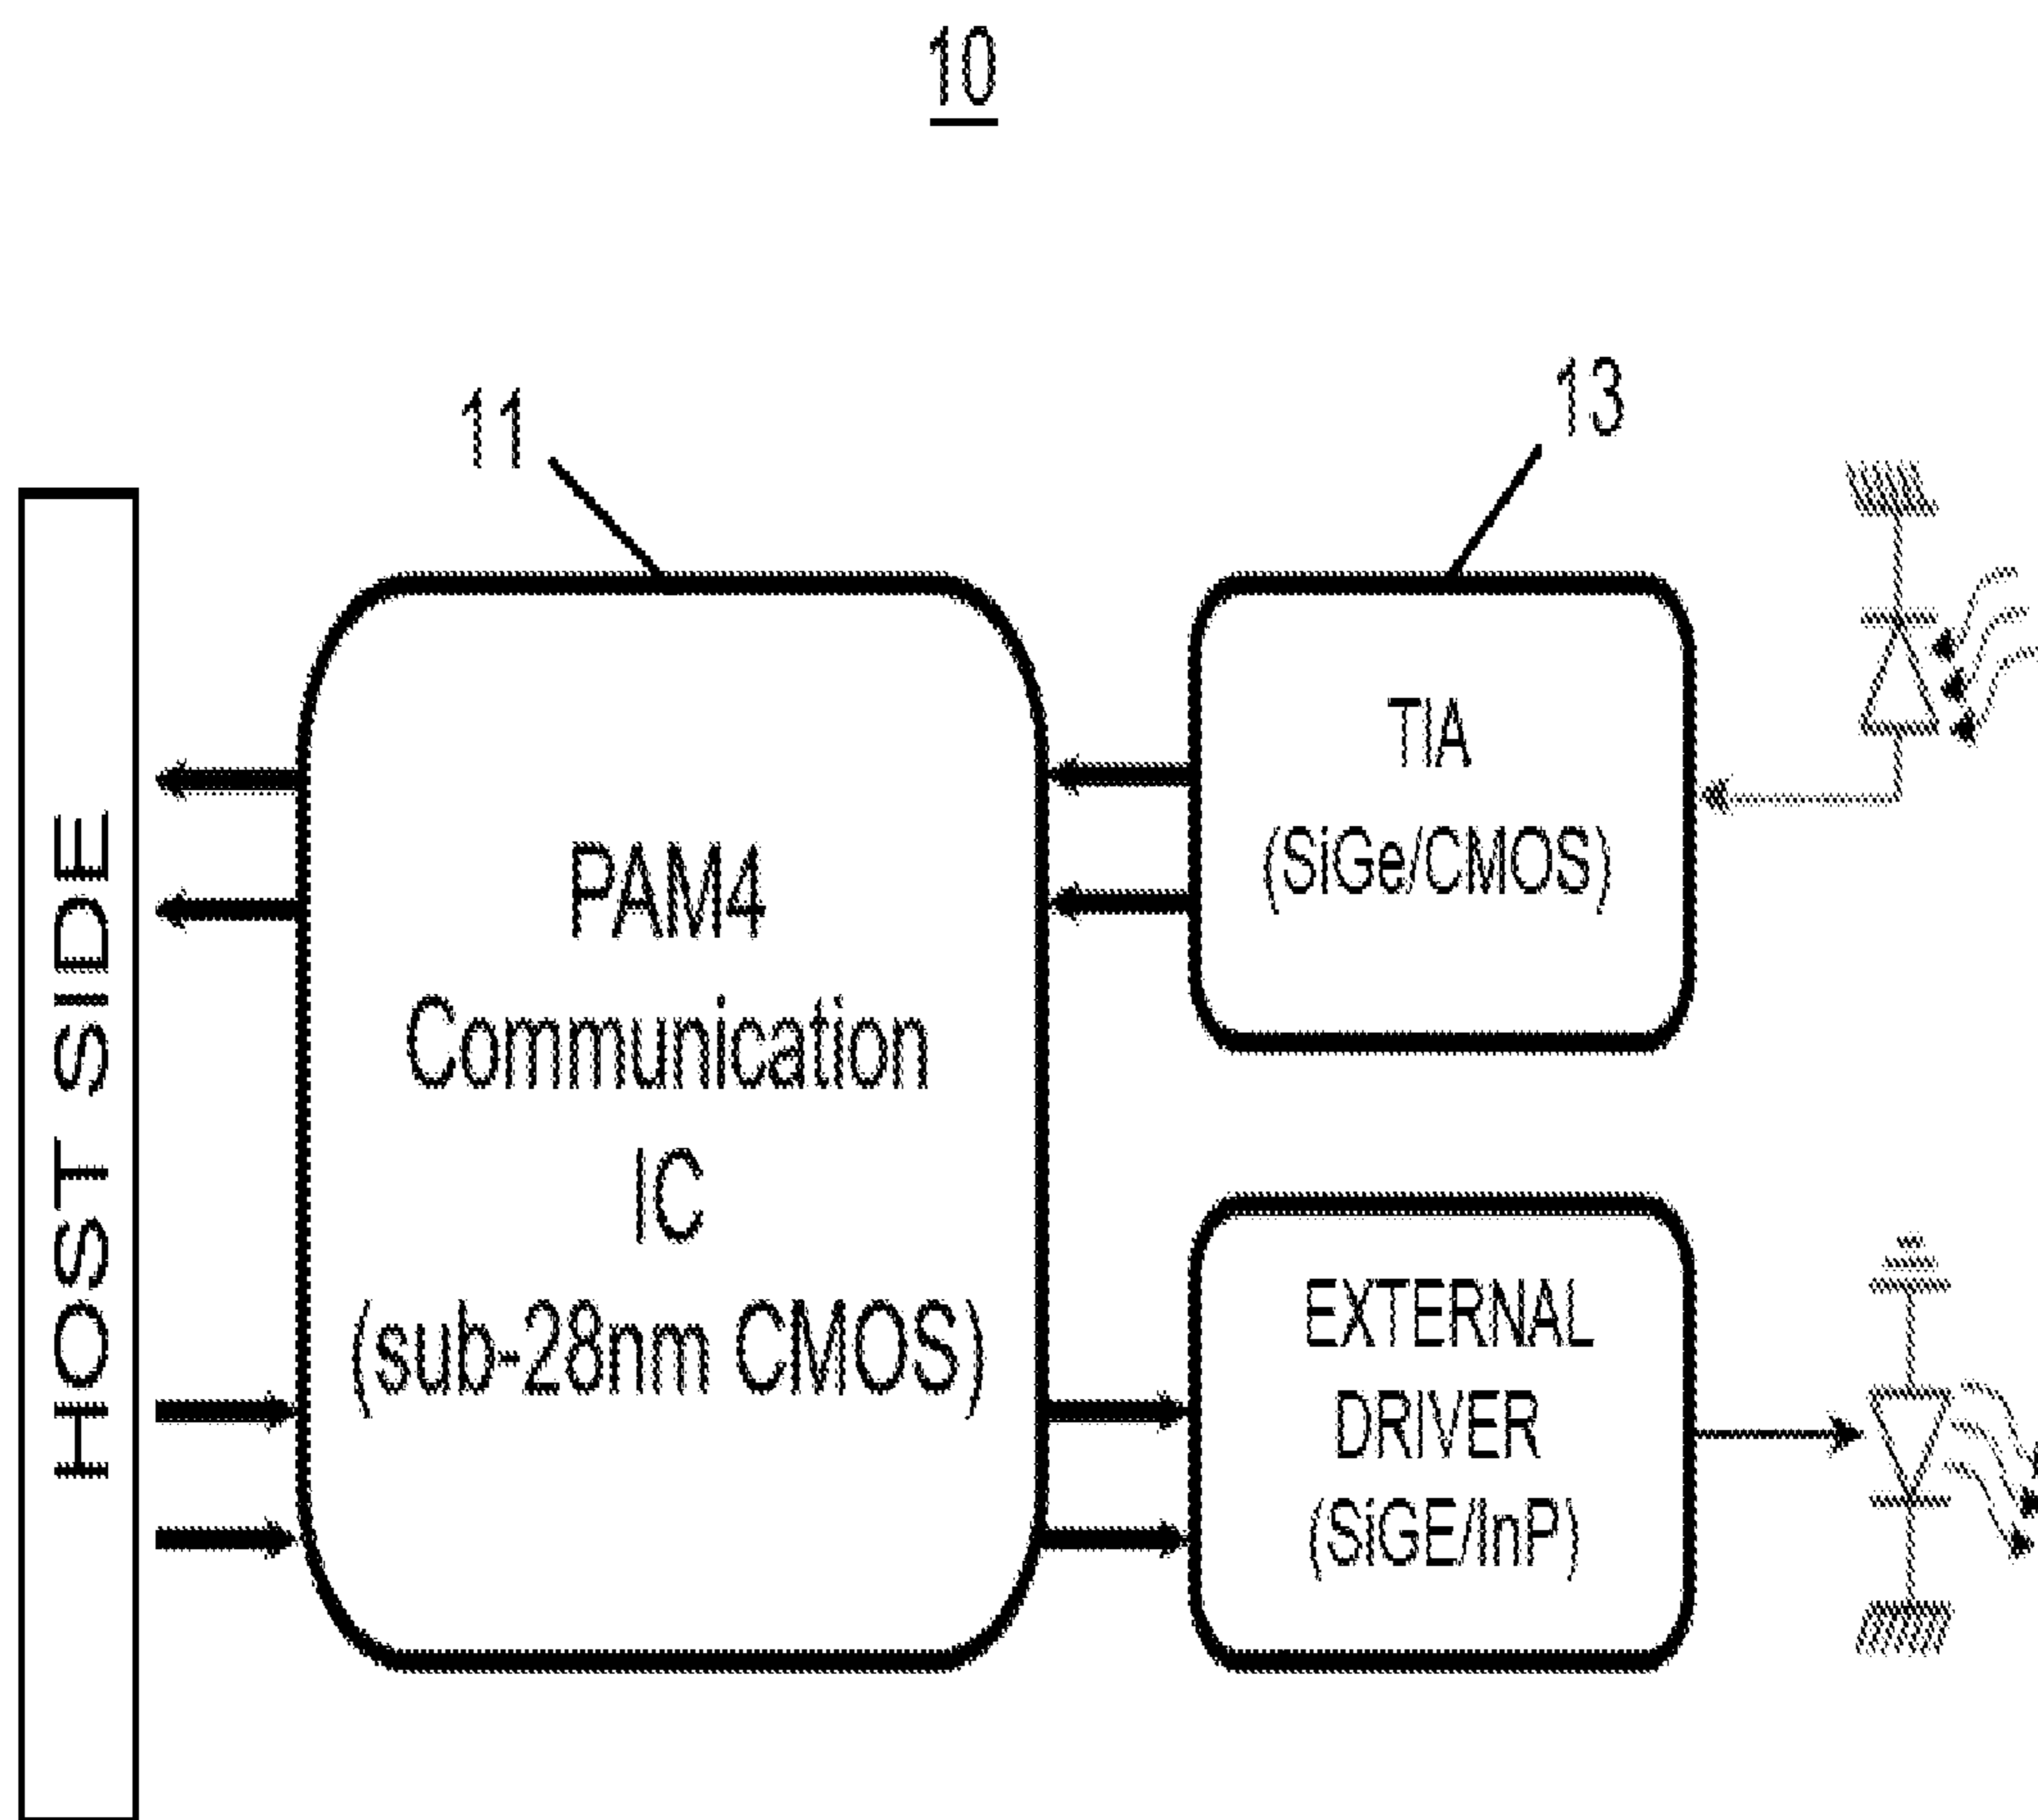 10
11
13
HOST SIDE
PAM4
Communication
IC
(sub-28nm CMOS)
TIA
(SiGe/CMOS)
EXTERNAL
DRIVER
(SiGE/InP)